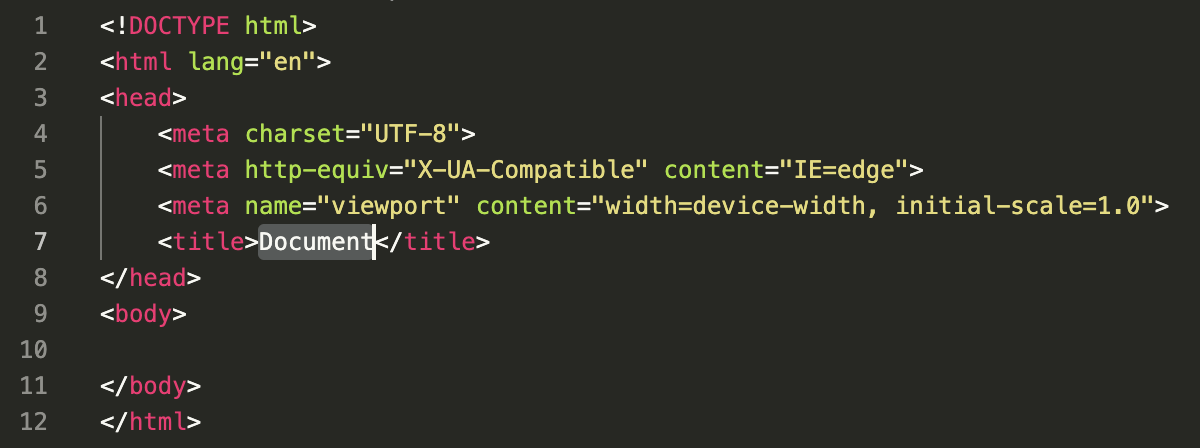 1 <!DOCTYPE html>
2 <html lang="en">
3 <head>
4     <meta charset="UTF-8">
5     <meta http-equiv="X-UA-Compatible" content="IE=edge">
6     <meta name="viewport" content="width=device-width, initial-scale=1.0">
7     <title>Document</title>
8 </head>
9 <body>
10
11 </body>
12 </html>